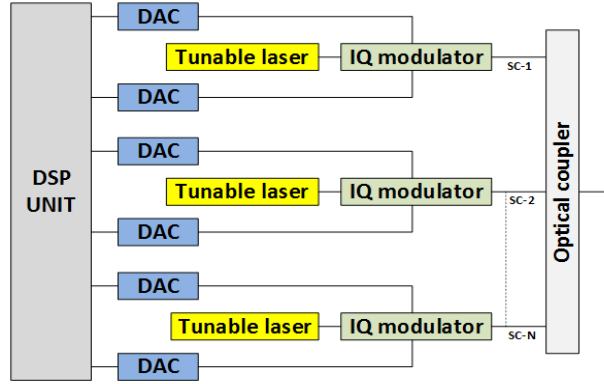 DAC
Tunable laser
IQ modulator
SC-1
DAC
DSP
UNIT
DAC
Tunable laser
IQ modulator
SC-2
DAC
DAC
Tunable laser
IQ modulator
SC-N
DAC
Optical coupler